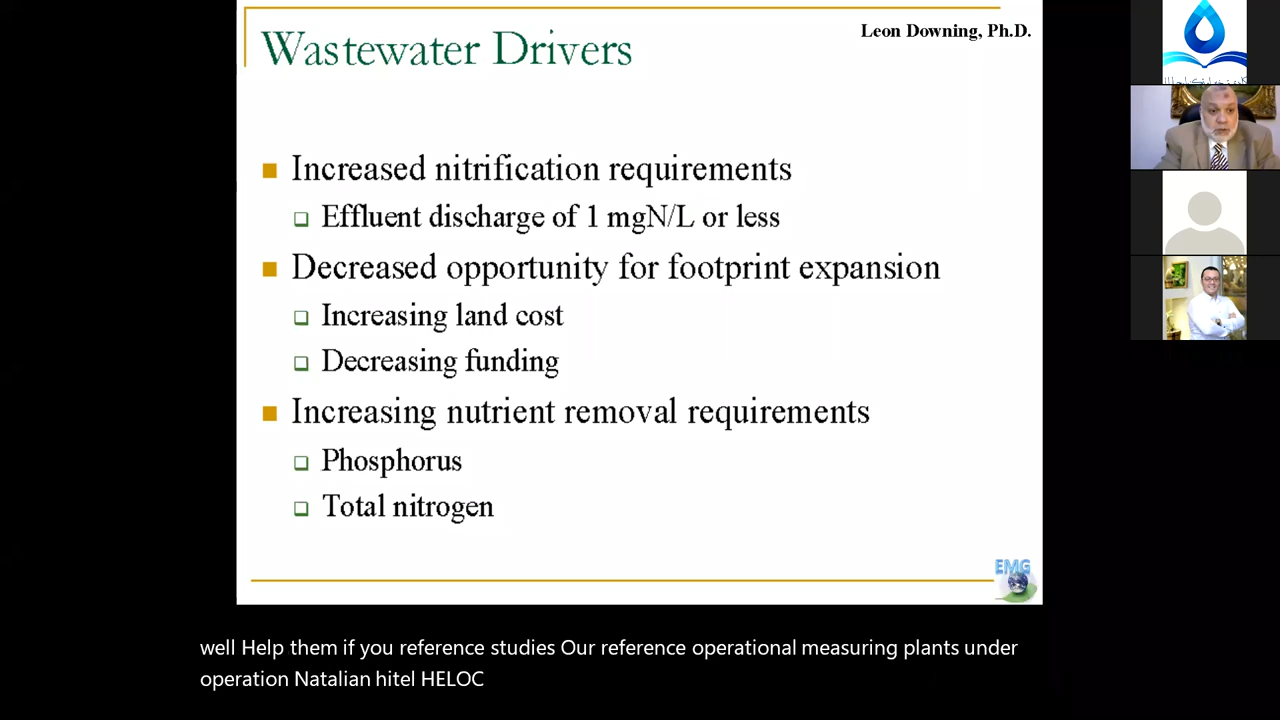 Leon Downing, Ph.D.
Wastewater Drivers
Increased nitrification requirements
Effluent discharge of 1 mgN/L or less
Decreased opportunity for footprint expansion
Increasing land cost
Decreasing funding
Increasing nutrient removal requirements
Phosphorus
Total nitrogen
EMG
well Help them if you reference studies Our reference operational measuring plants under
operation Natalian hitel HELOC